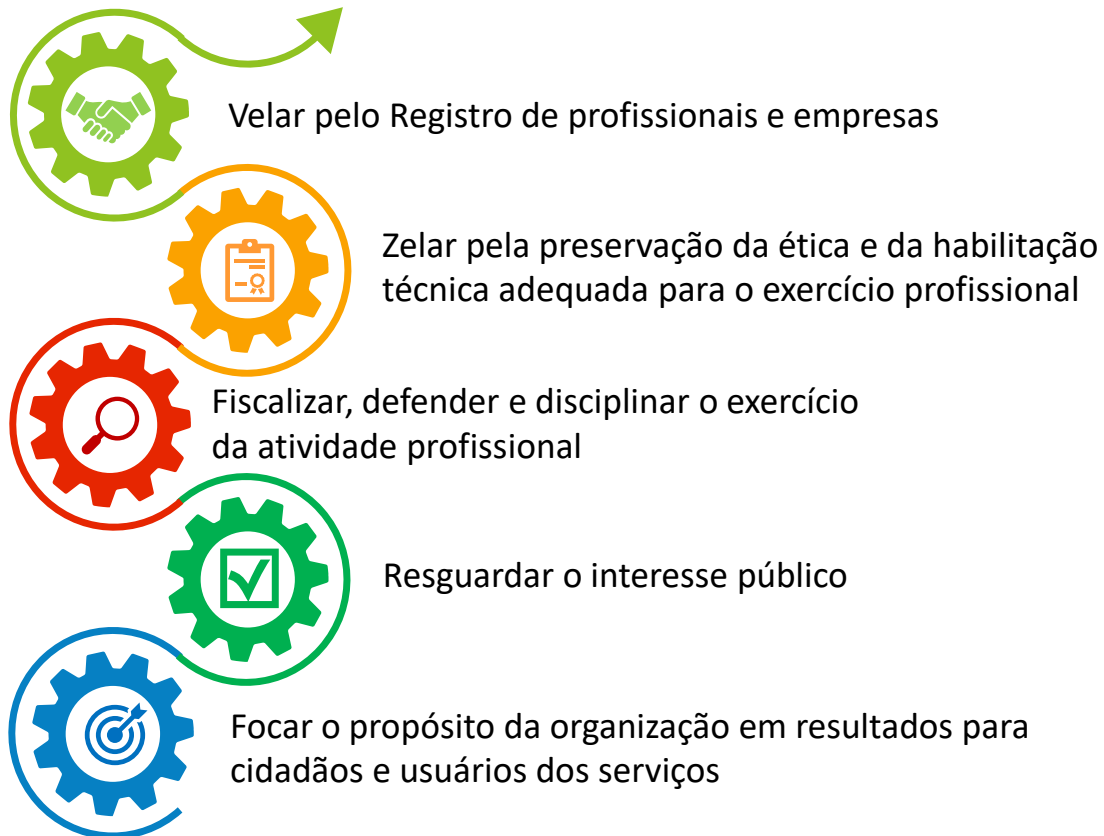 Velar pelo Registro de profissionais e empresas
Zelar pela preservação da ética e da habilitação
técnica adequada para o exercício profissional
Fiscalizar, defender e disciplinar o exercício
da atividade profissional
Resguardar o interesse público
Focar o propósito da organização em resultados para
cidadãos e usuários dos serviços